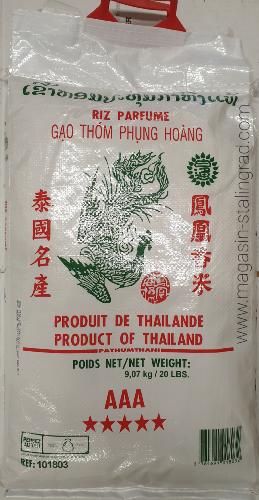 RIZ PARFUME
GẠO THƠM PHỤNG HOÀNG
泰國名產
鳳凰香米
PRODUIT DE THAILANDE
PRODUCT OF THAILAND
PATHUMTHANI
POIDS NET/NET WEIGHT:
9,07 kg / 20 LBS.
AAA
REF: 101803
www.magasin-stalingrad.com